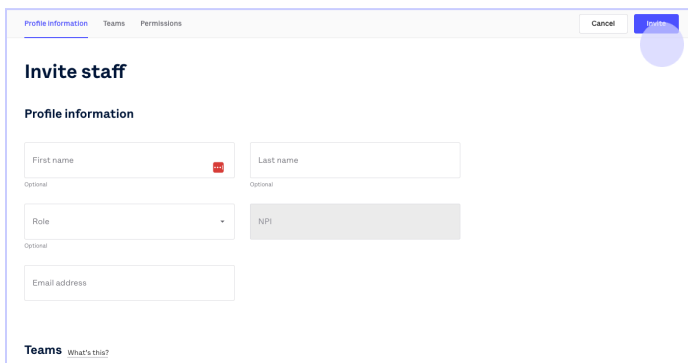 Profile information Teams Permissions Cancel Invite
Invite staff
Profile information
First name Last name
Optional Optional
Role NPI
Optional
Email address
Teams What's this?